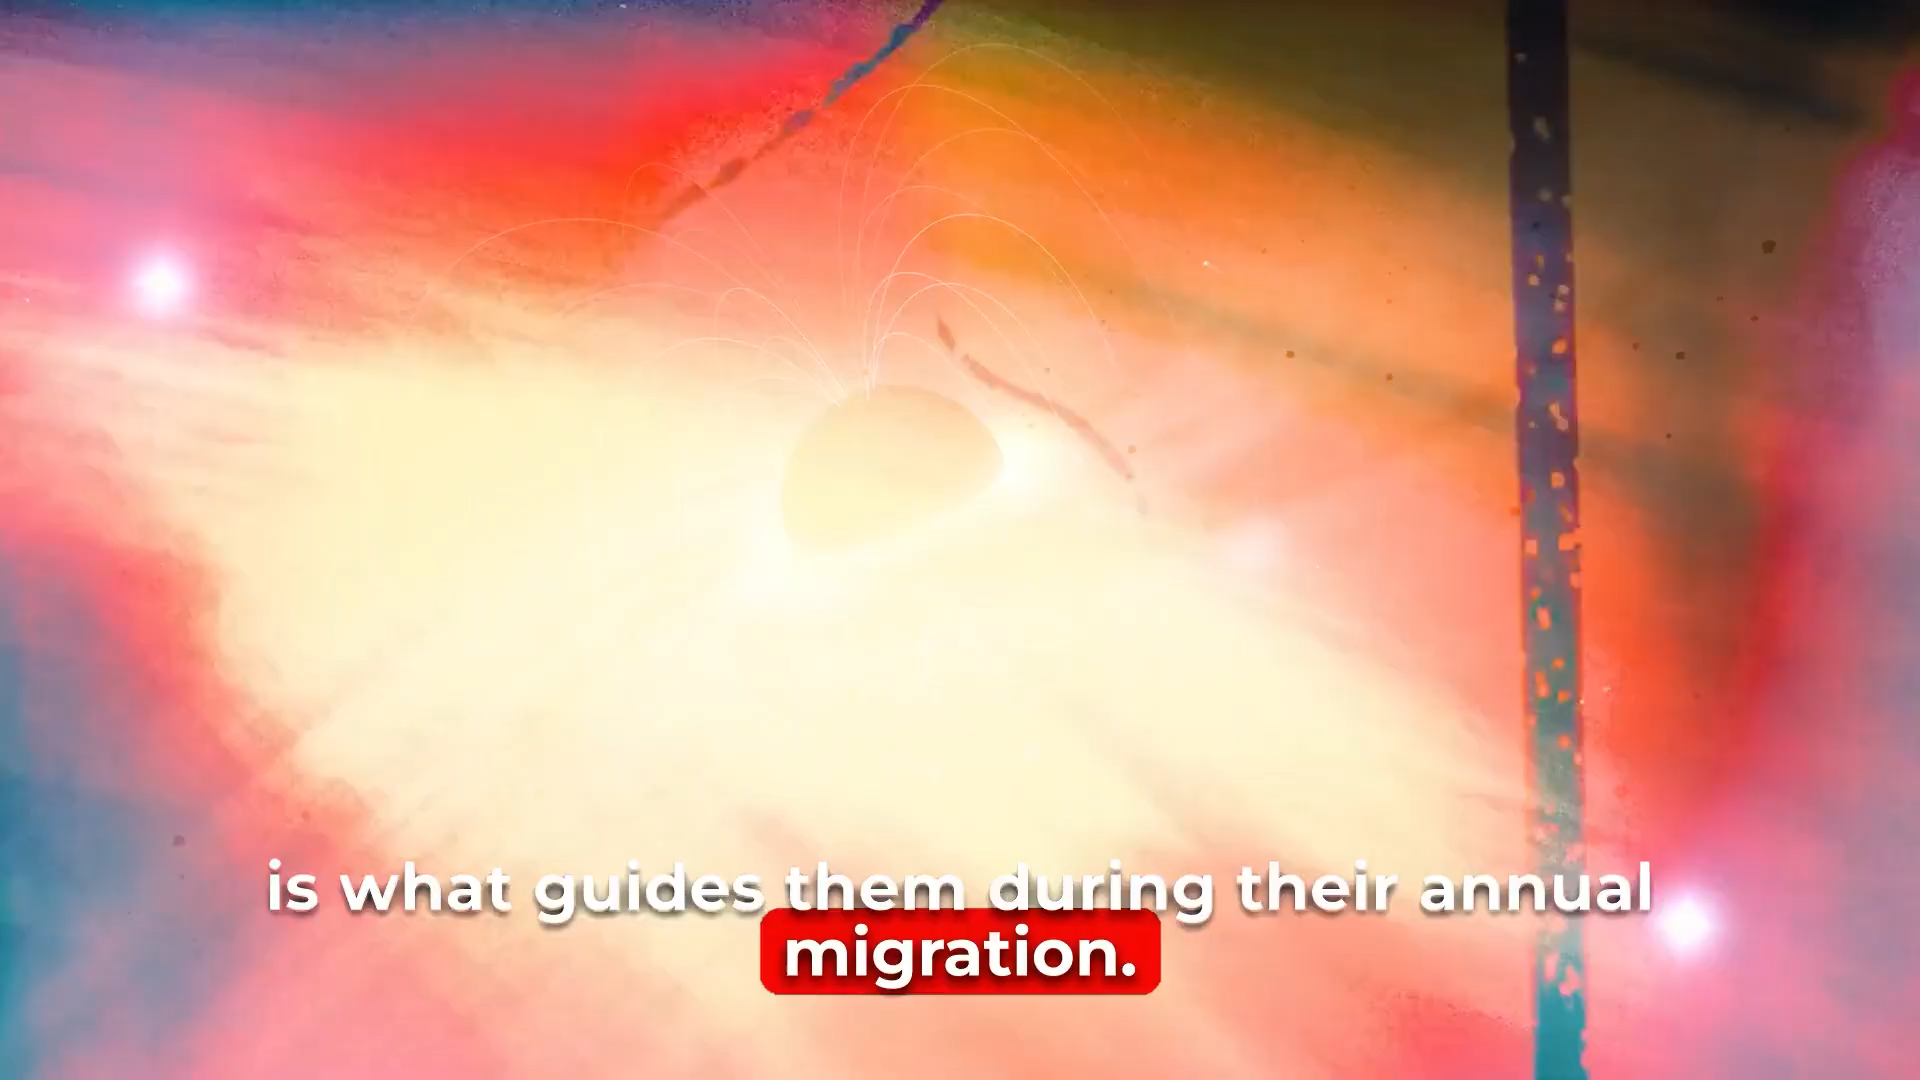 is what guides them during their annual
migration.